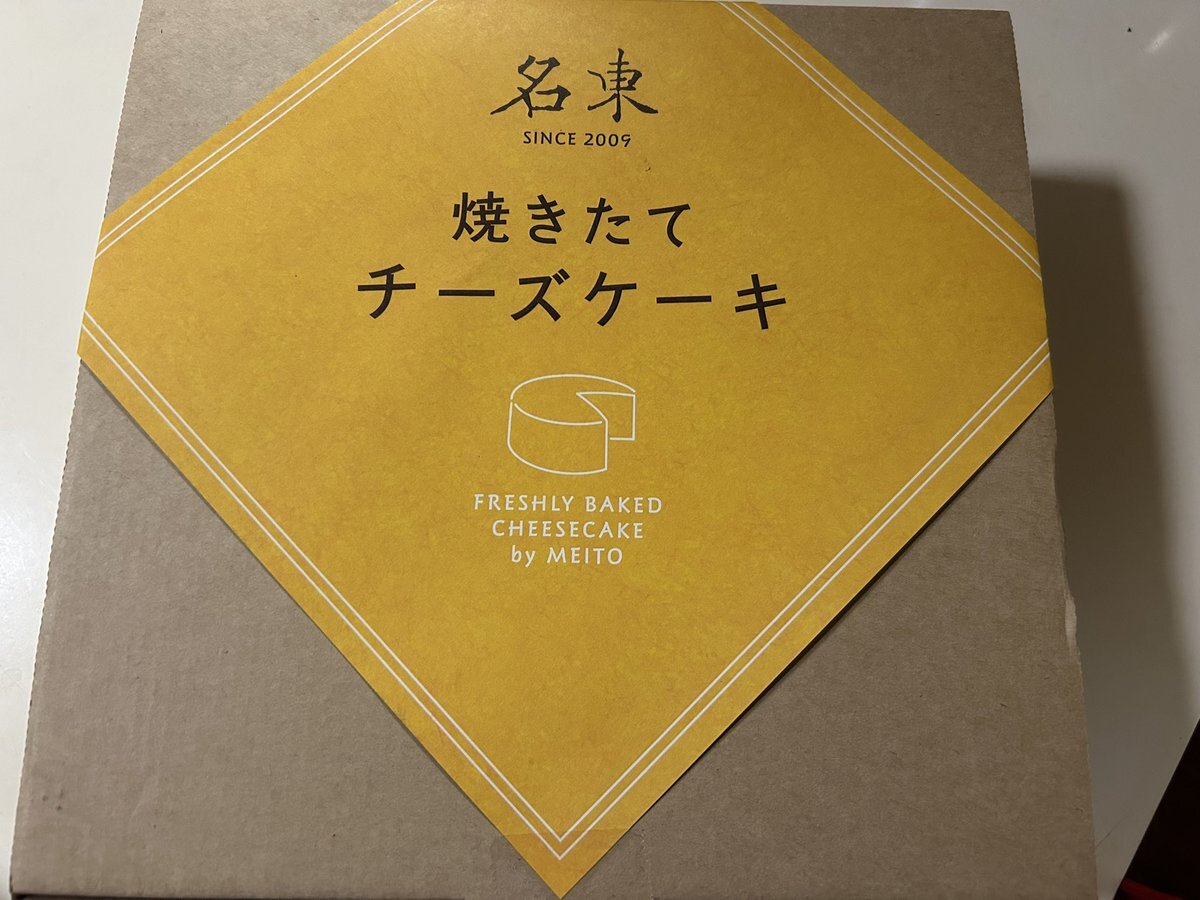 名東
SINCE 2009
焼きたて
チーズケーキ
FRESHLY BAKED
CHEESECAKE
by MEITO